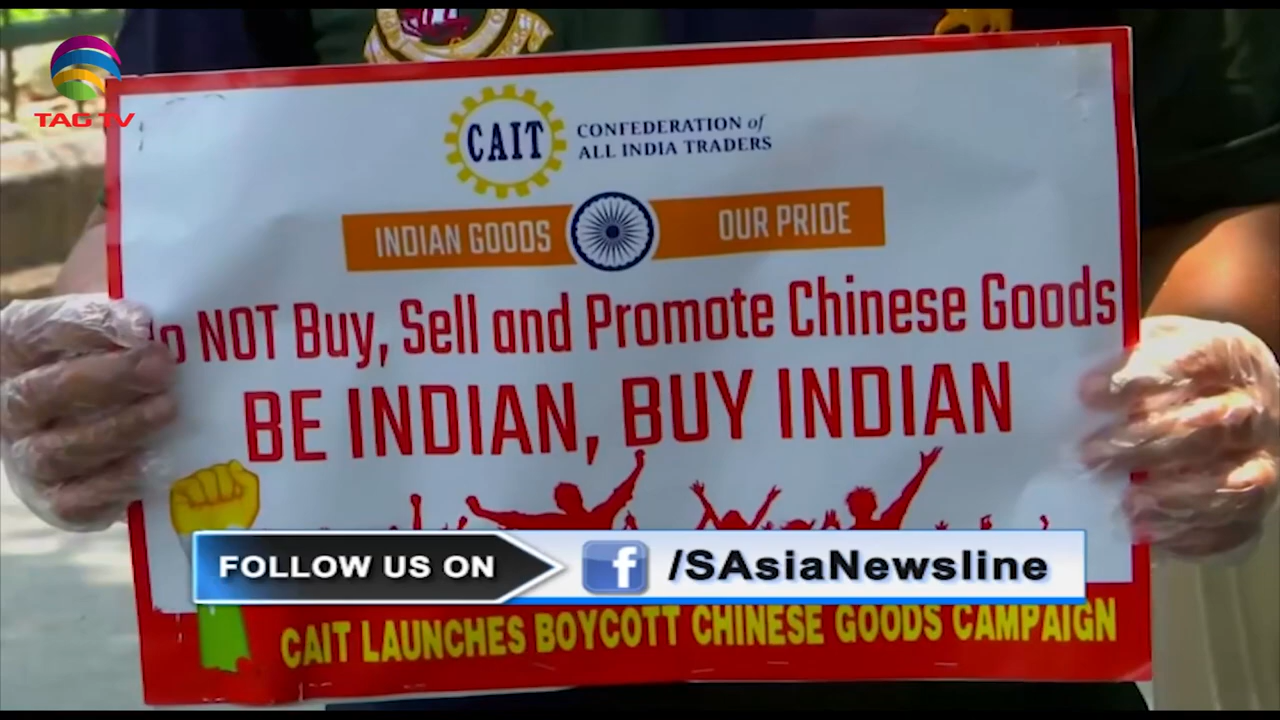 TAG TV
CAIT
CONFEDERATION of
ALL INDIA TRADERS
INDIAN GOODS OUR PRIDE
NOT Buy, Sell and Promote Chinese Goods
BE INDIAN, BUY INDIAN
FOLLOW US ON f /SAsiaNewsline
CAIT LAUNCHES BOYCOTT CHINESE GOODS CAMPAIGN